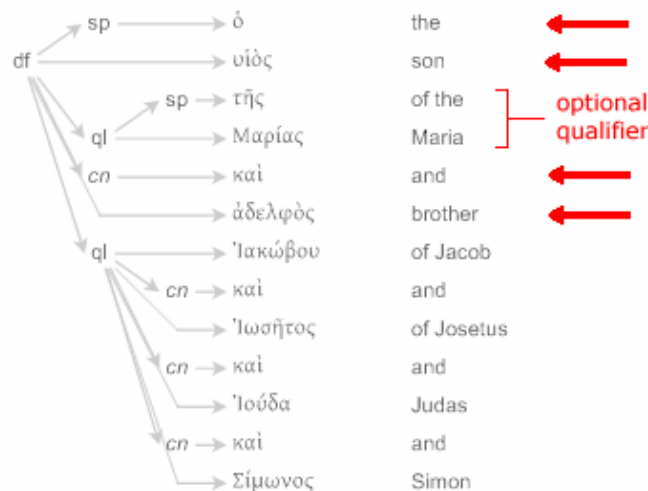 sp ὁ the
df υἱὸς son
sp τῆς of the
ql Μαρίας Maria
optional qualifier
cn καὶ and
ἀδελφὸς brother
ql Ἰακώβου of Jacob
cn καὶ and
Ἰωσῆτος of Josetus
cn καὶ and
Ἰούδα Judas
cn καὶ and
Σίμωνος Simon